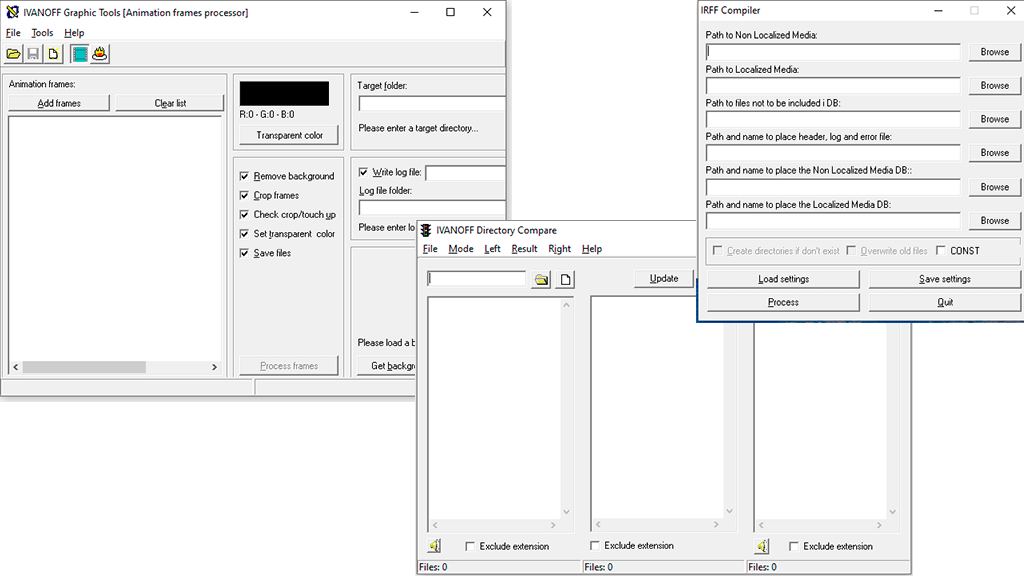 IVANOFF Graphic Tools [Animation frames processor]
File Tools Help
Animation frames:
Add frames Clear list
R:0 - G:0 - B:0
Transparent color
Remove background
Crop frames
Check crop/touch up
Set transparent color
Save files
Process frames
Target folder:
Please enter a target directory...
Write log file:
Log file folder:
Please enter lo
Please load a b
Get backgr
IVANOFF Directory Compare
File Mode Left Result Right Help
Update
Exclude extension
Exclude extension
Exclude extension
Files: 0
Files: 0
Files: 0
IRFF Compiler
Path to Non Localized Media:
Browse
Path to Localized Media:
Browse
Path to files not to be included i DB:
Browse
Path and name to place header, log and error file:
Browse
Path and name to place the Non Localized Media DB::
Browse
Path and name to place the Localized Media DB:
Browse
Create directories if don't exist Overwrite old files CONST
Load settings Save settings
Process Quit